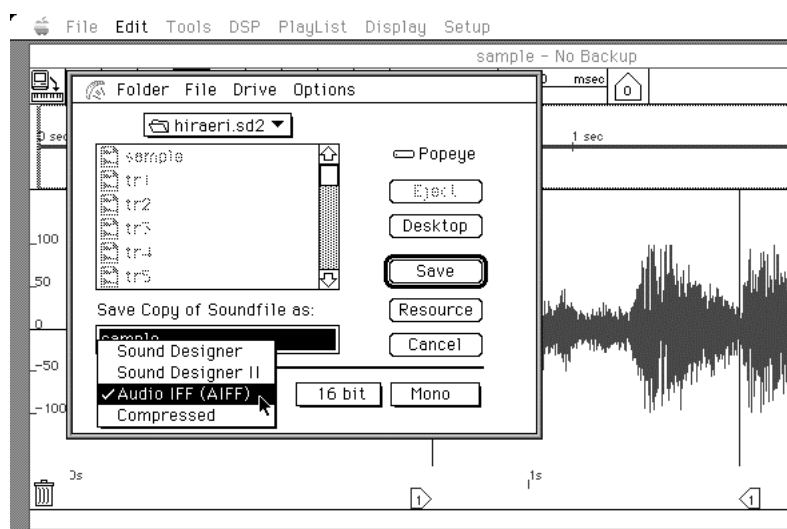 File Edit Tools DSP PlayList Display Setup
sample - No Backup
Folder File Drive Options
msec
0
hiraeri.sd2
sec
1 sec
sample
tr1
tr2
tr3
tr4
tr5
Popeye
Eject
Desktop
Save
Resource
Cancel
100
50
0
-50
-100
Save Copy of Soundfile as:
sample
Sound Designer
Sound Designer II
✓Audio IFF (AIFF)
Compressed
16 bit
Mono
0s
1s
1
1